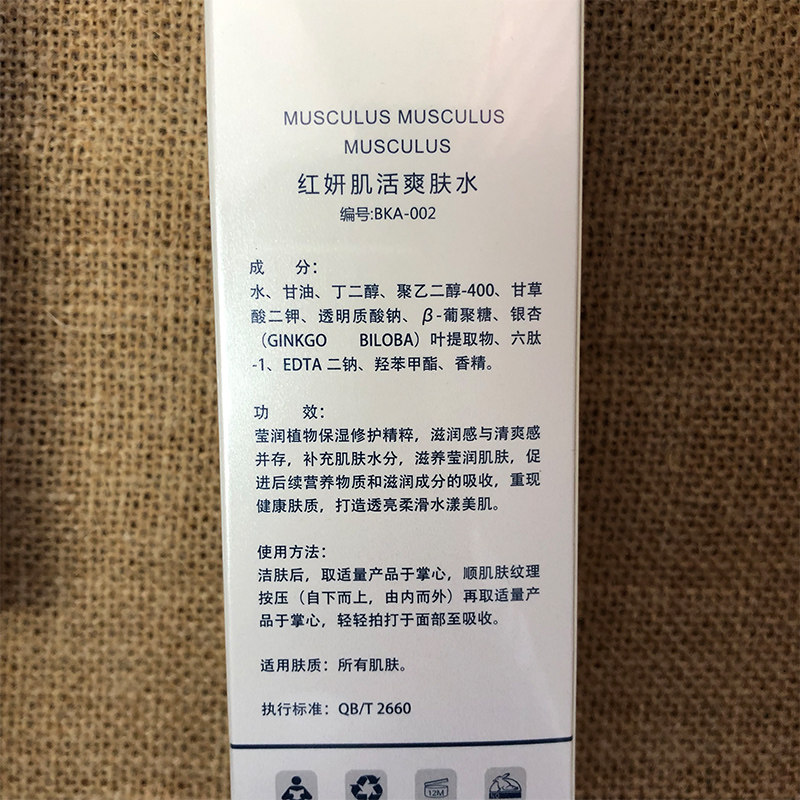 MUSCULUS MUSCULUS
MUSCULUS
红妍肌活爽肤水
编号:BKA-002
成 分：
水、甘油、丁二醇、聚乙二醇-400、甘草
酸二钾、透明质酸钠、β-葡聚糖、银杏
（GINKGO BILOBA）叶提取物、六肽
-1、EDTA 二钠、羟苯甲酯、香精。
功 效：
莹润植物保湿修护精粹，滋润感与清爽感
并存，补充肌肤水分，滋养莹润肌肤，促
进后续营养物质和滋润成分的吸收，重现
健康肤质，打造透亮柔滑水漾美肌。
使用方法：
洁肤后，取适量产品于掌心，顺肌肤纹理
按压（自下而上，由内而外）再取适量产
品于掌心，轻轻拍打于面部至吸收。
适用肤质：所有肌肤。
执行标准：QB/T 2660
12M